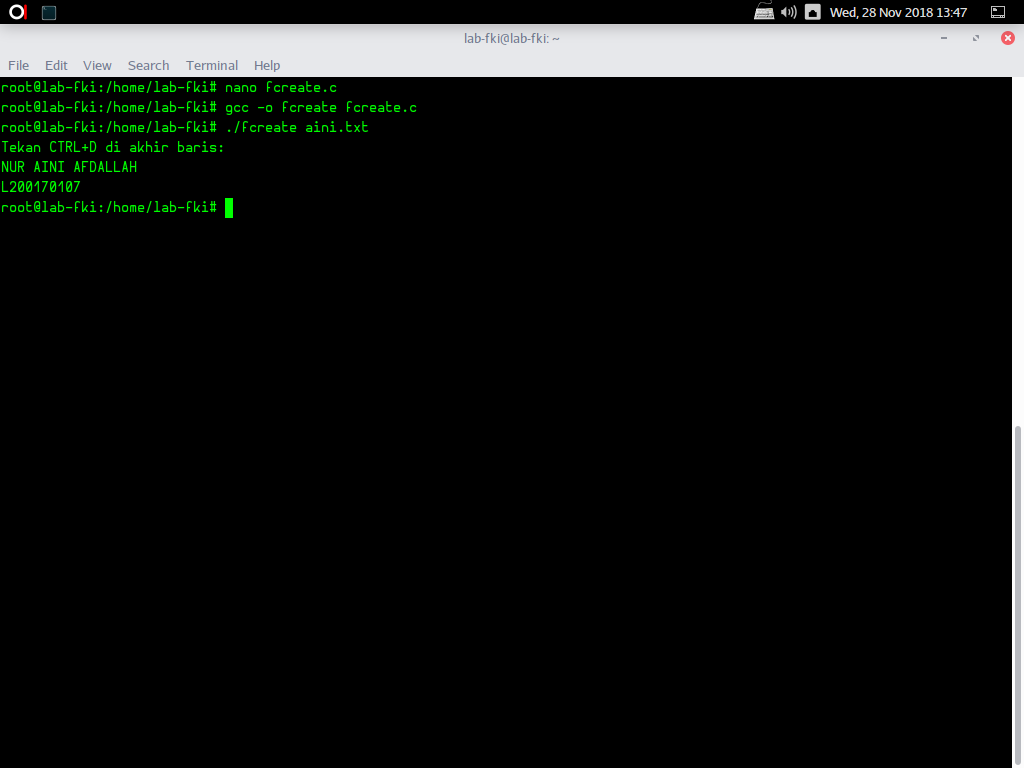 Wed, 28 Nov 2018 13:47
lab-fki@lab-fki: ~
File Edit View Search Terminal Help
root@lab-fki:/home/lab-fki# nano fcreate.c
root@lab-fki:/home/lab-fki# gcc -o fcreate fcreate.c
root@lab-fki:/home/lab-fki# ./fcreate aini.txt
Tekan CTRL+D di akhir baris:
NUR AINI AFDALLAH
L200170107
root@lab-fki:/home/lab-fki#